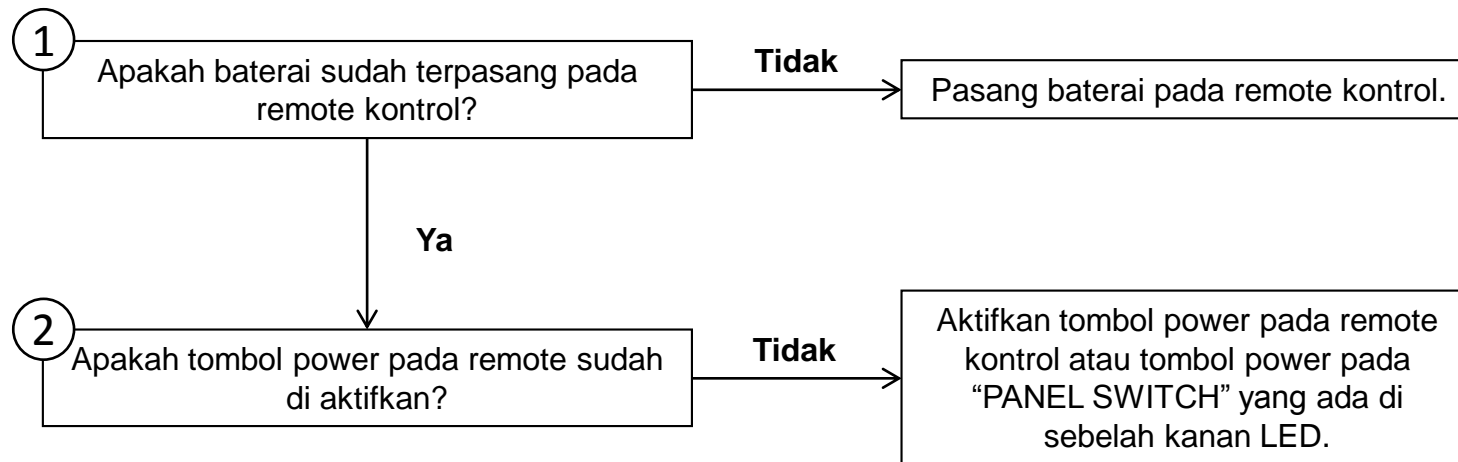 1
Apakah baterai sudah terpasang pada
remote kontrol?
Tidak
Pasang baterai pada remote kontrol.
Ya
2
Apakah tombol power pada remote sudah
di aktifkan?
Tidak
Aktifkan tombol power pada remote
kontrol atau tombol power pada
“PANEL SWITCH” yang ada di
sebelah kanan LED.